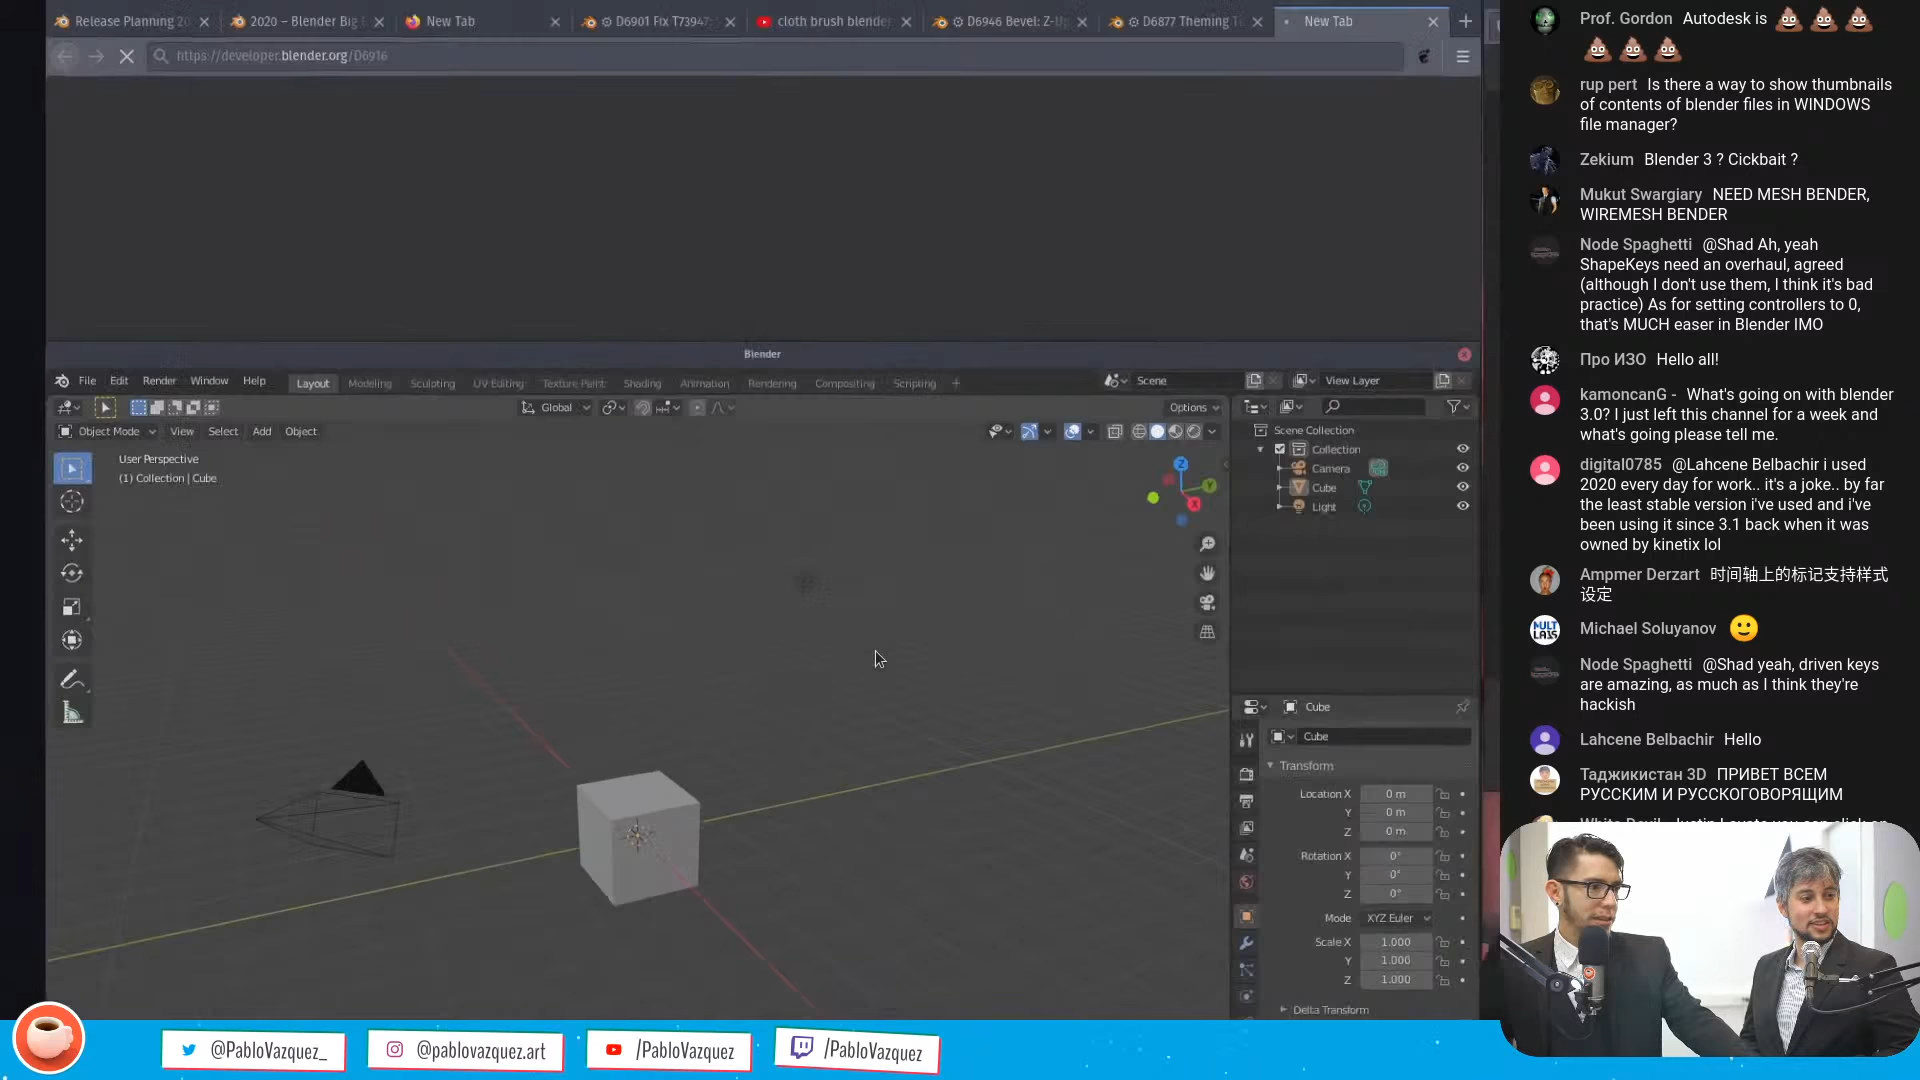 Release Planning 20
2020 – Blender Big
New Tab
D6901 Fix T73947:
cloth brush blender
D6946 Bevel: Z-U
D6877 Theming T
New Tab
https://developer.blender.org/D6916
Blender
File Edit Render Window Help
Layout Modeling Sculpting UV Editing Texture Paint Shading Animation Rendering Compositing Scripting +
Scene
View Layer
Global
Options
Object Mode View Select Add Object
User Perspective
(1) Collection | Cube
Z
Y
X
Scene Collection
Collection
Camera
Cube
Light
Cube
Cube
Transform
Location X 0 m
Y 0 m
Z 0 m
Rotation X 0°
Y 0°
Z 0°
Mode XYZ Euler
Scale X 1.000
Y 1.000
Z 1.000
Delta Transform
Prof. Gordon Autodesk is 💩 💩 💩
💩 💩 💩
rup pert Is there a way to show thumbnails
of contents of blender files in WINDOWS
file manager?
Zekium Blender 3 ? Cickbait ?
Mukut Swargiary NEED MESH BENDER,
WIREMESH BENDER
Node Spaghetti @Shad Ah, yeah
ShapeKeys need an overhaul, agreed
(although I don't use them, I think it's bad
practice) As for setting controllers to 0,
that's MUCH easer in Blender IMO
Про ИЗО Hello all!
kamoncanG - What's going on with blender
3.0? I just left this channel for a week and
what's going please tell me.
digital0785 @Lahcene Belbachir i used
2020 every day for work.. it's a joke.. by far
the least stable version i've used and i've
been using it since 3.1 back when it was
owned by kinetix lol
Ampmer Derzart 时间轴上的标记支持样式
设定
MULT
LABS
Michael Soluyanov 🙂
Node Spaghetti @Shad yeah, driven keys
are amazing, as much as I think they're
hackish
Lahcene Belbachir Hello
Таджикистан 3D ПРИВЕТ ВСЕМ
РУССКИМ И РУССКОГОВОРЯЩИМ
@PabloVazquez_
@pablovazquez.art
/PabloVazquez
/PabloVazquez